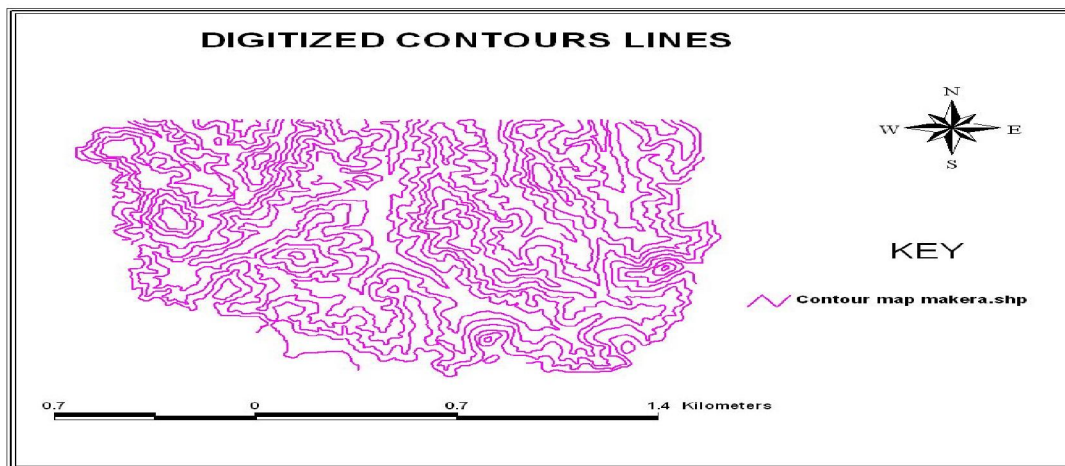 DIGITIZED CONTOURS LINES
N
W E
S
KEY
Contour map makera.shp
0.7 0 0.7 1.4 Kilometers